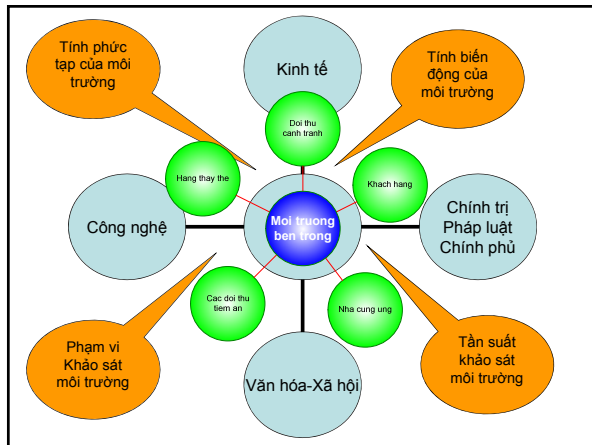 Tính phức
tạp của môi
trường
Kinh tế
Tính biến
động của
môi trường
Doi thu
canh tranh
Hang thay the
Khach hang
Công nghệ
Moi truong
ben trong
Chính trị
Pháp luật
Chính phủ
Cac doi thu
tiem an
Nha cung ung
Phạm vi
Khảo sát
môi trường
Văn hóa-Xã hội
Tần suất
khảo sát
môi trường